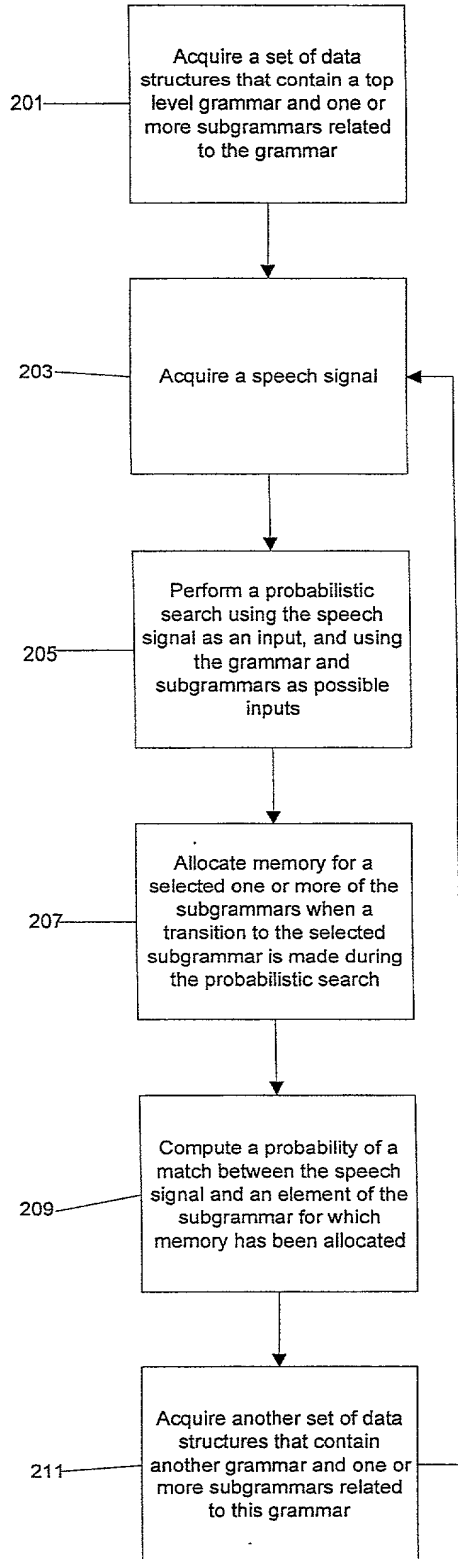 Acquire a set of data
structures that contain a top
level grammar and one or
more subgrammars related
to the grammar
201
Acquire a speech signal
203
Perform a probabilistic
search using the speech
signal as an input, and using
the grammar and
subgrammars as possible
inputs
205
Allocate memory for a
selected one or more of the
subgrammars when a
transition to the selected
subgrammar is made during
the probabilistic search
207
Compute a probability of a
match between the speech
signal and an element of the
subgrammar for which
memory has been allocated
209
Acquire another set of data
structures that contain
another grammar and one or
more subgrammars related
to this grammar
211